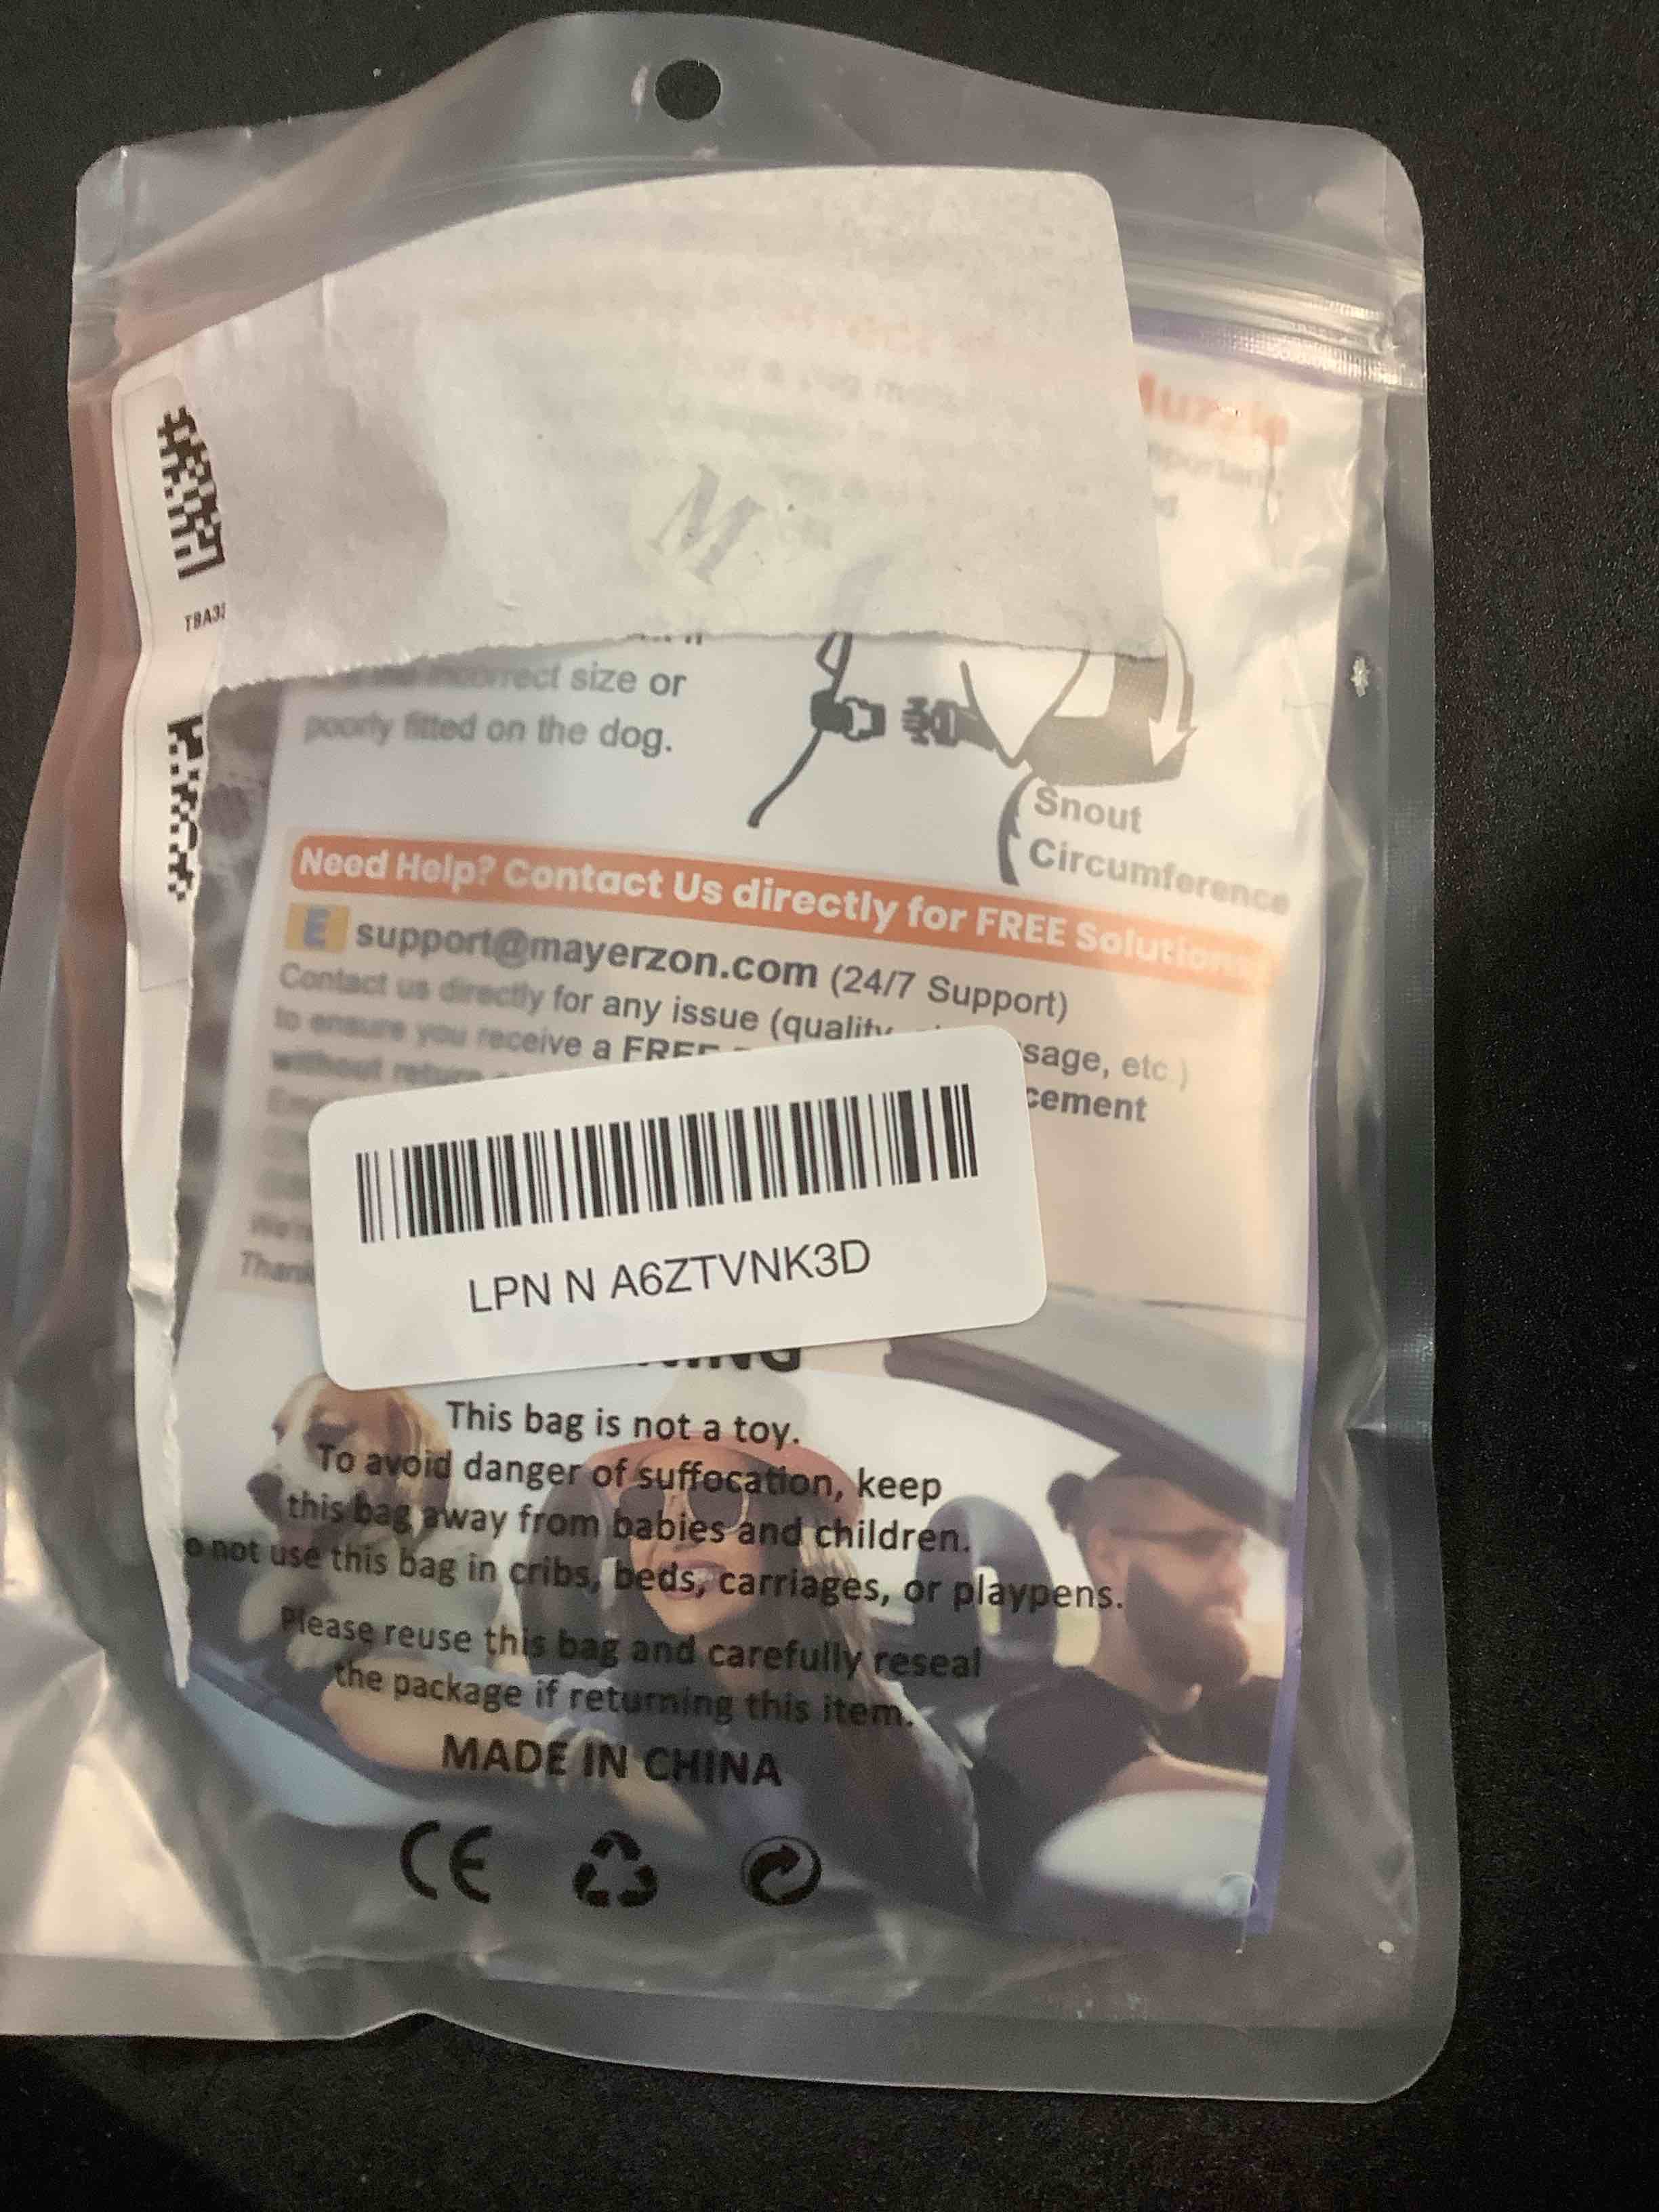 M
TBA3
incorrect size or
poorly fitted on the dog.
Snout
Circumference
Need Help? Contact Us directly for FREE Solutions
E support@mayerzon.com (24/7 Support)
Contact us directly for any issue (quality, sage, etc.)
to ensure you receive a FREE cement
without return
LPN N A6ZTVNK3D
This bag is not a toy.
To avoid danger of suffocation, keep
this bag away from babies and children.
o not use this bag in cribs, beds, carriages, or playpens.
Please reuse this bag and carefully reseal
the package if returning this item.
MADE IN CHINA
CE